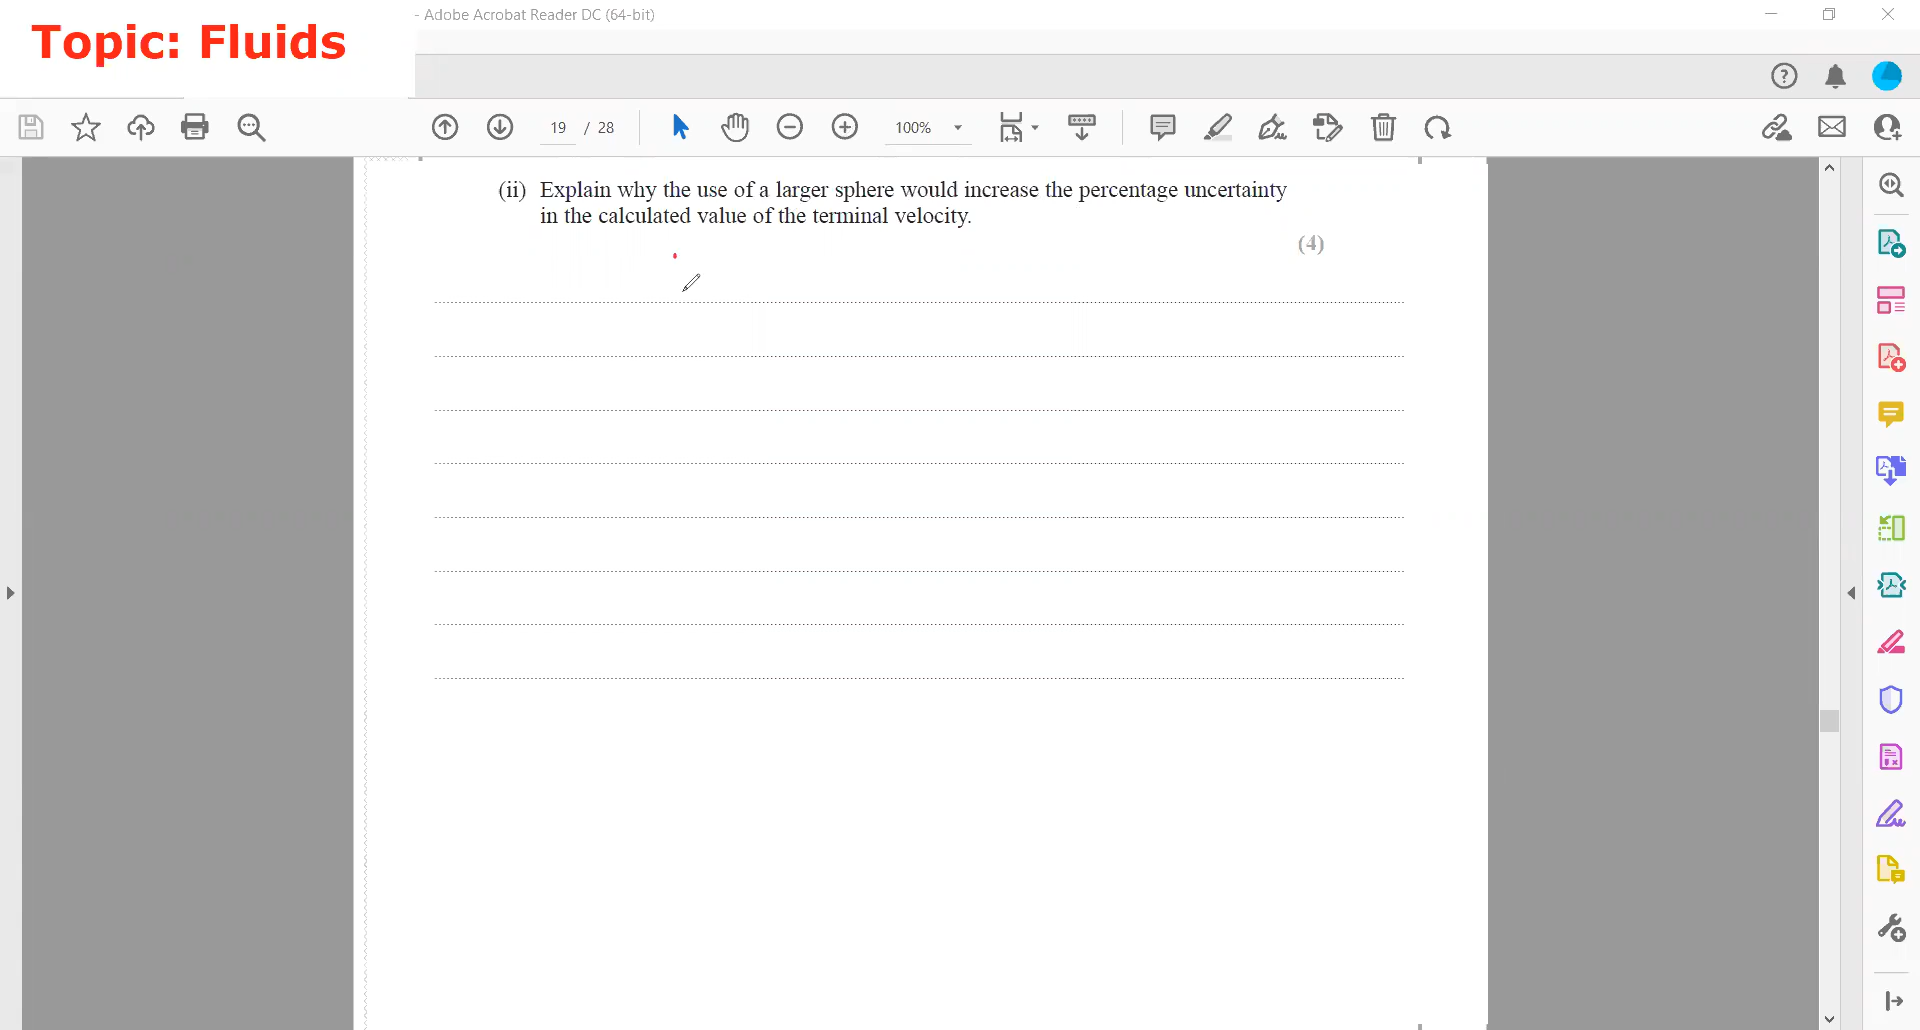 - Adobe Acrobat Reader DC (64-bit)
Topic: Fluids
19 / 28
100%
(ii) Explain why the use of a larger sphere would increase the percentage uncertainty
in the calculated value of the terminal velocity.
(4)